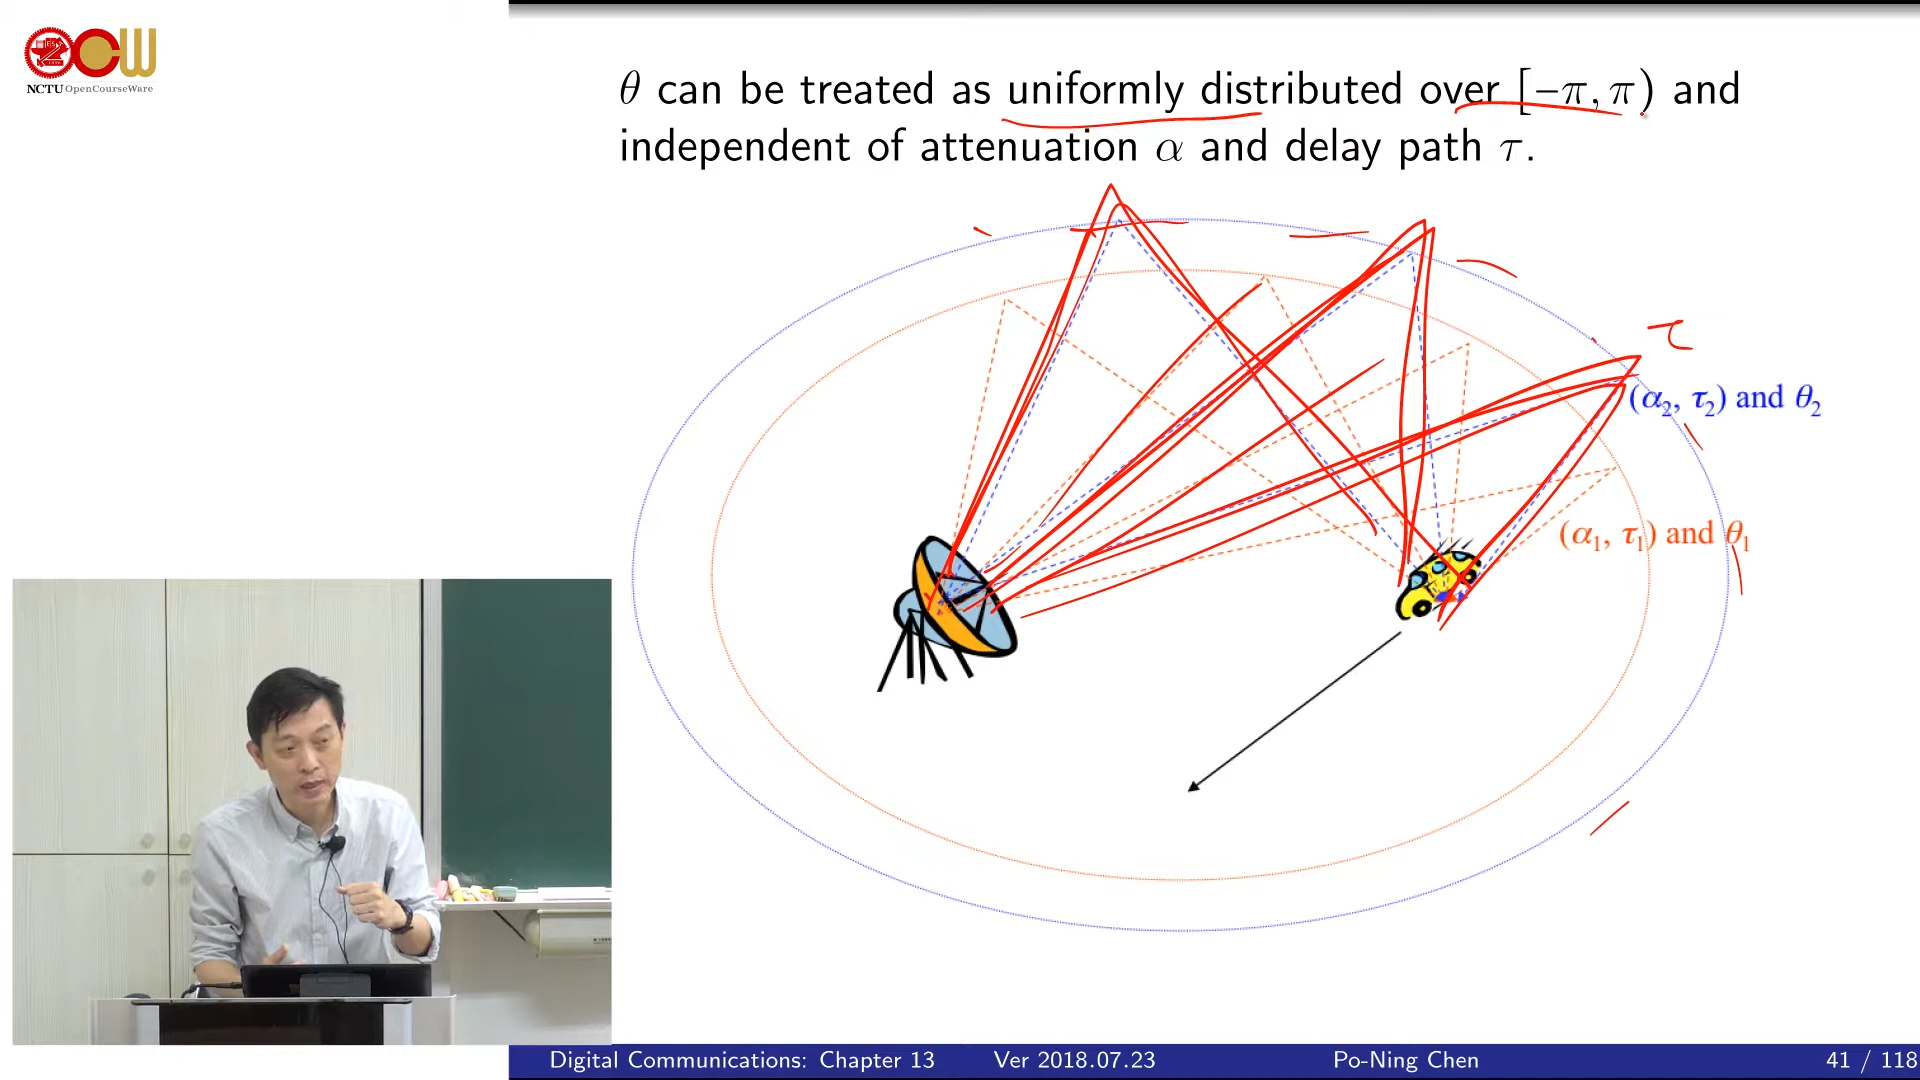 NCTU OpenCourseWare
θ can be treated as uniformly distributed over [−π, π) and
independent of attenuation α and delay path τ.
τ
(α₂, τ₂) and θ₂
(α₁, τ₁) and θ₁
Digital Communications: Chapter 13 Ver 2018.07.23 Po-Ning Chen 41 / 118